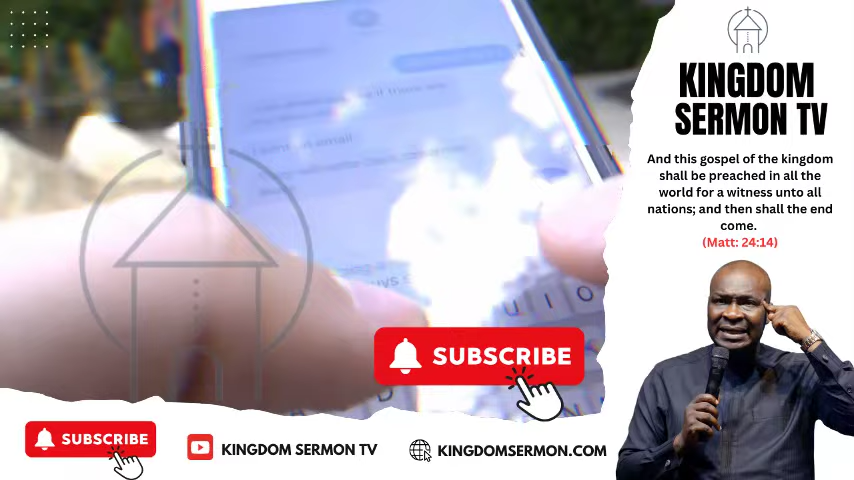 KINGDOM
SERMON TV
And this gospel of the kingdom
shall be preached in all the
world for a witness unto all
nations; and then shall the end
come.
(Matt: 24:14)
email
U I O
SUBSCRIBE
SUBSCRIBE
KINGDOM SERMON TV
KINGDOMSERMON.COM